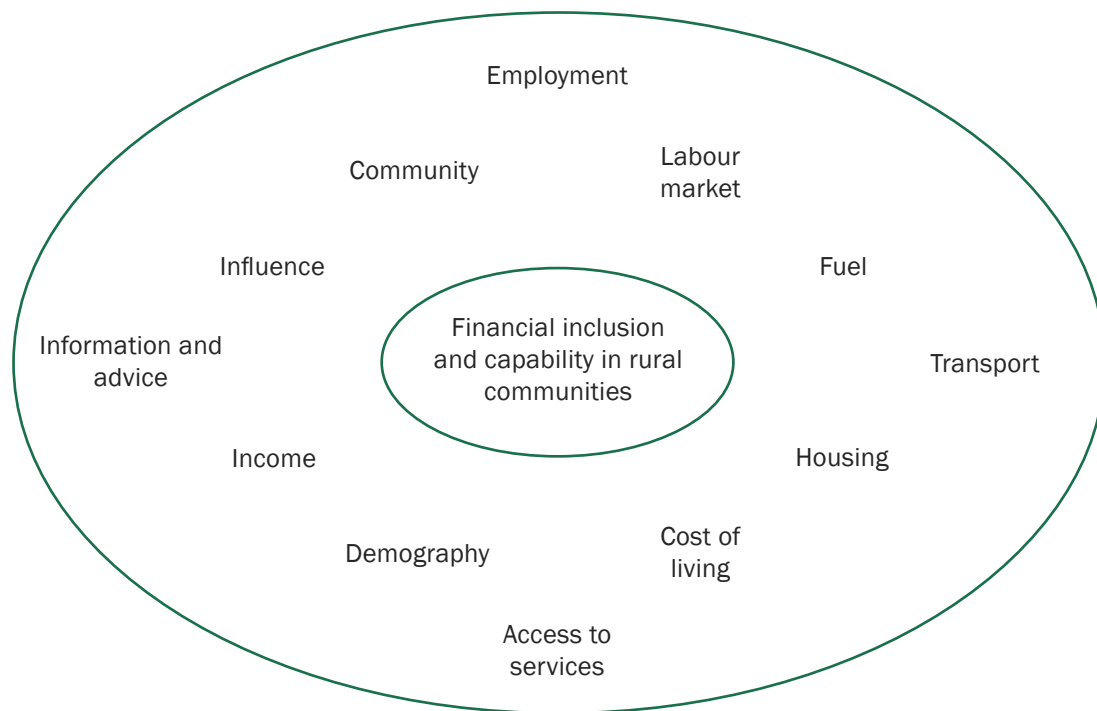 Employment
Community
Labour
market
Influence
Fuel
Financial inclusion
and capability in rural
communities
Information and
advice
Transport
Income
Housing
Demography
Cost of
living
Access to
services